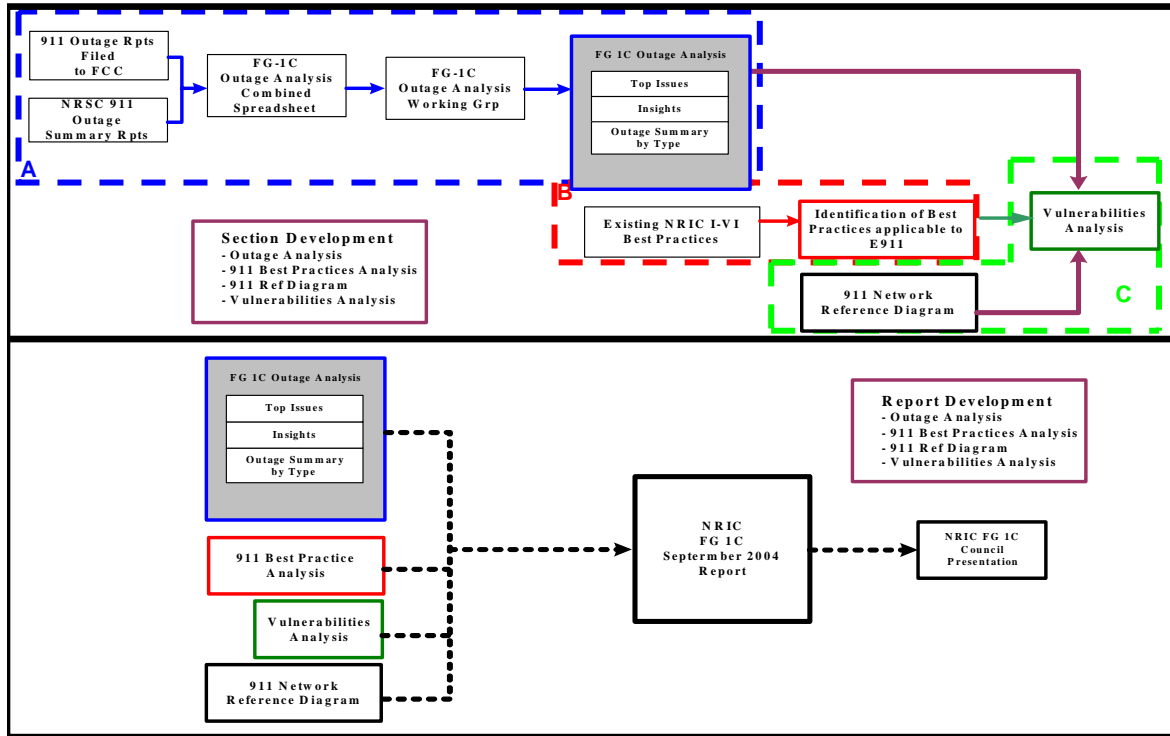 911 Outage Rpts
Filed
to FCC
NRSC 911
Outage
Summary Rpts
A
FG-1C
Outage Analysis
Combined
Spreadsheet
FG-1C
Outage Analysis
Working Grp
FG 1C Outage Analysis
Top Issues
Insights
Outage Summary
by Type
B
Existing NRIC I-VI
Best Practices
Identification of Best
Practices applicable to
E911
Vulnerabilities
Analysis
911 Network
Reference Diagram
C
Section Development
- Outage Analysis
- 911 Best Practices Analysis
- 911 Ref Diagram
- Vulnerabilities Analysis
FG 1C Outage Analysis
Top Issues
Insights
Outage Summary
by Type
911 Best Practice
Analysis
Vulnerabilities
Analysis
911 Network
Reference Diagram
NRIC
FG 1C
Septermber 2004
Report
NRIC FG 1C
Council
Presentation
Report Development
- Outage Analysis
- 911 Best Practices Analysis
- 911 Ref Diagram
- Vulnerabilities Analysis